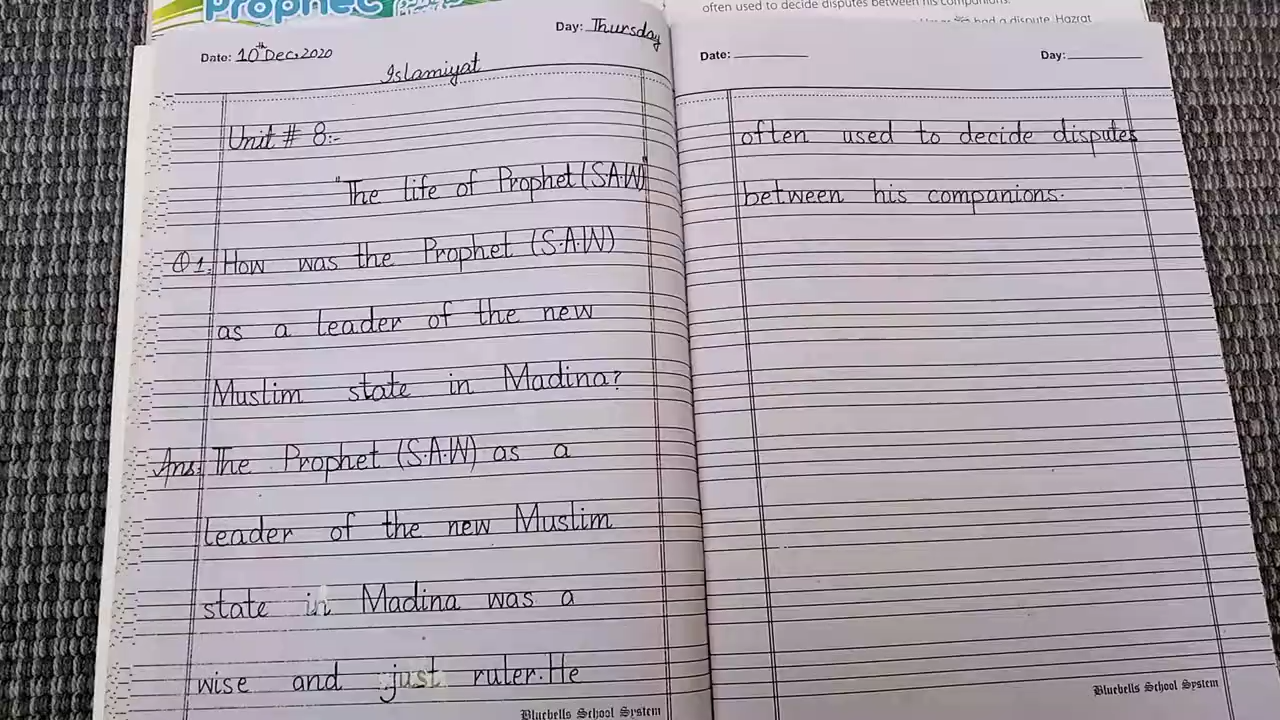 Prophet
often used to decide disputes between his companions.
had a dispute. Hazrat
Day: Thursday
Date: 10th Dec, 2020
Islamiyat
Unit # 8:-
"The life of Prophet (S.A.W)"
Q1. How was the Prophet (S.A.W)
as a leader of the new
Muslim state in Madina?
Ans. The Prophet (S.A.W) as a
leader of the new Muslim
state in Madina was a
wise and just ruler. He
Bluebells School System
Date:
Day:
often used to decide disputes
between his companions.
Bluebells School System